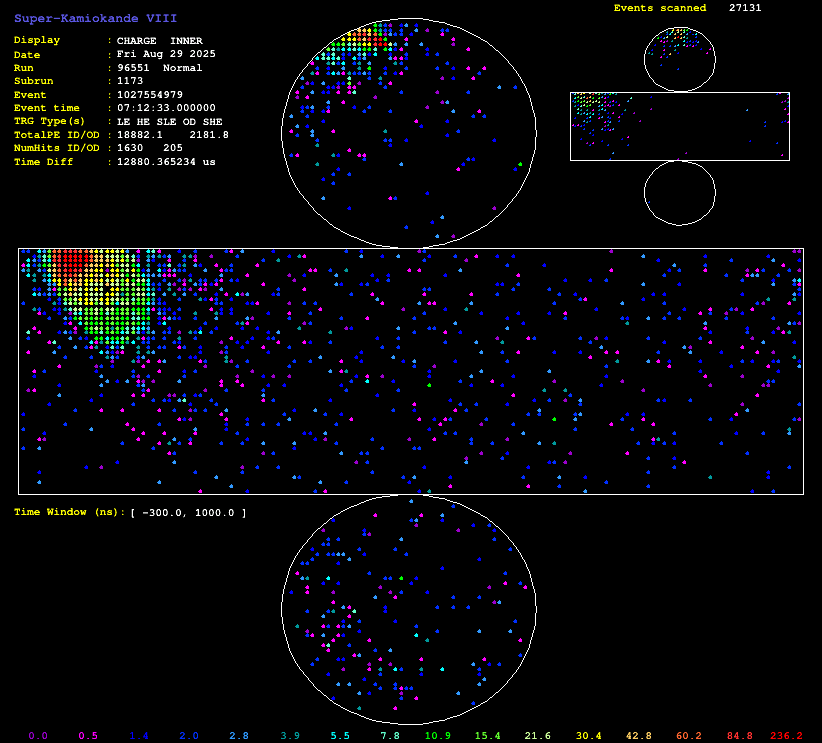 Super-Kamiokande VIII
Events scanned 27131
Display : CHARGE INNER
Date : Fri Aug 29 2025
Run : 96551 Normal
Subrun : 1173
Event : 1027554979
Event time : 07:12:33.000000
TRG Type(s) : LE HE SLE OD SHE
TotalPE ID/OD : 18882.1 2181.8
NumHits ID/OD : 1630 205
Time Diff : 12880.365234 us
Time Window (ns): [ -300.0, 1000.0 ]
0.0 0.5 1.4 2.0 2.8 3.9 5.5 7.8 10.9 15.4 21.6 30.4 42.8 60.2 84.8 236.2